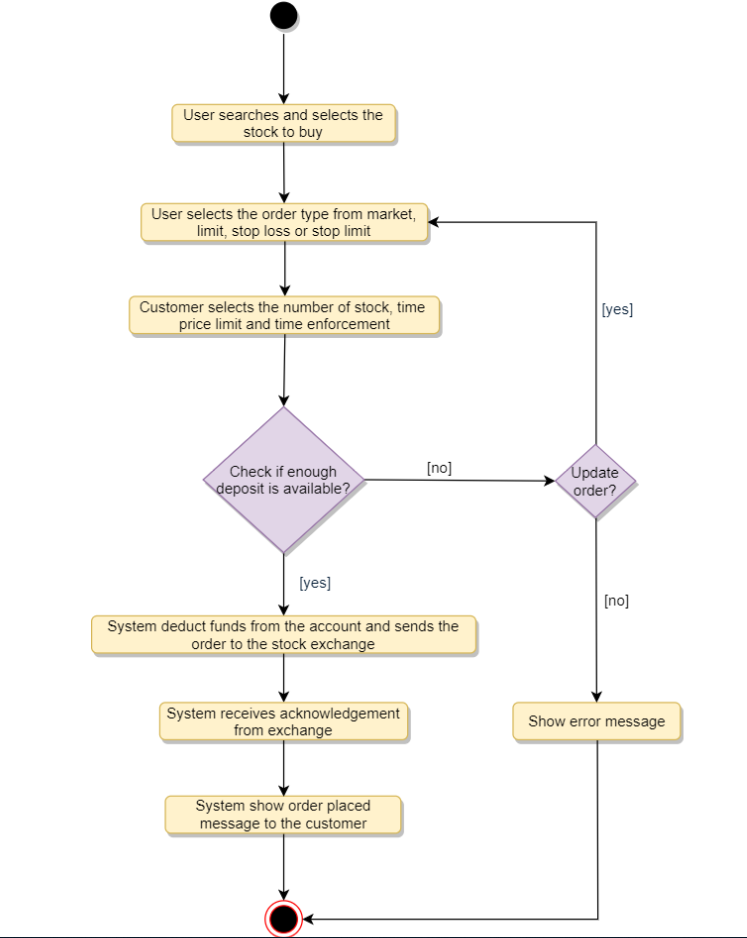 User searches and selects the
stock to buy
User selects the order type from market,
limit, stop loss or stop limit
[yes]
Customer selects the number of stock, time
price limit and time enforcement
Check if enough
deposit is available?
[no]
Update
order?
[yes]
[no]
System deduct funds from the account and sends the
order to the stock exchange
System receives acknowledgement
from exchange
Show error message
System show order placed
message to the customer